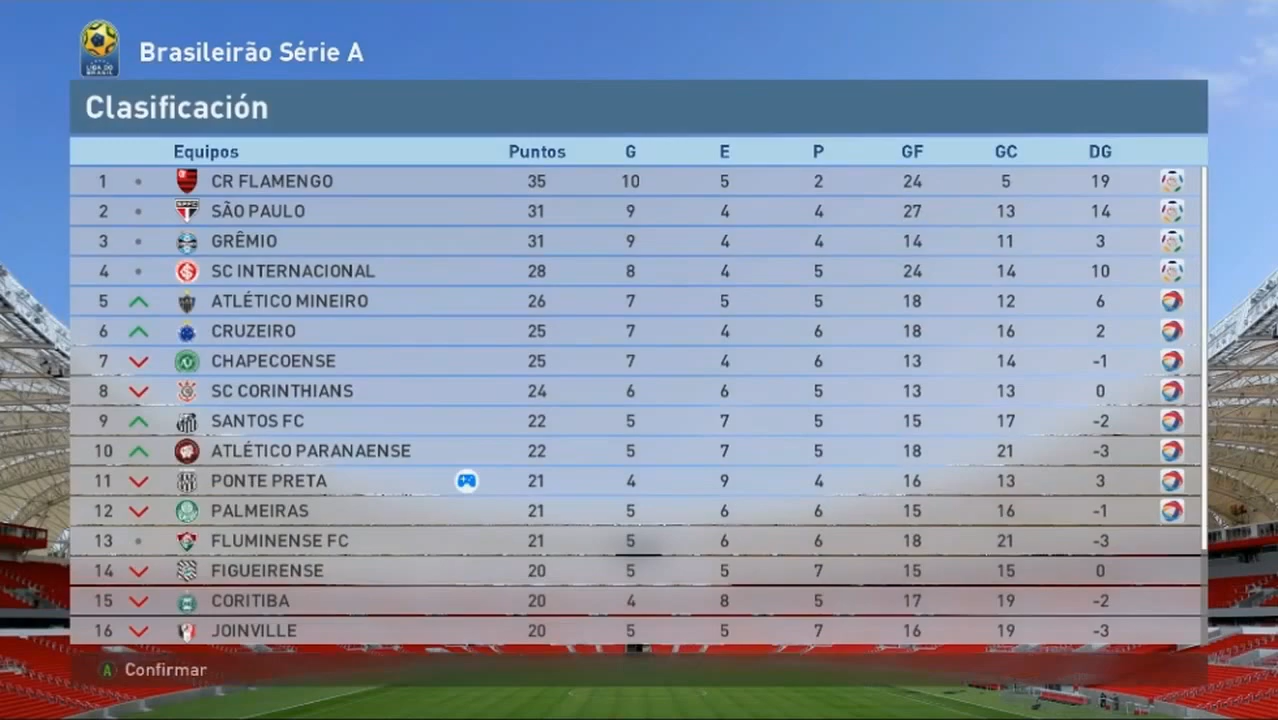 LIGA DO BRASIL
Brasileirão Série A
Clasificación
Equipos Puntos G E P GF GC DG
1 CR FLAMENGO 35 10 5 2 24 5 19
2 SÃO PAULO 31 9 4 4 27 13 14
3 GRÊMIO 31 9 4 4 14 11 3
4 SC INTERNACIONAL 28 8 4 5 24 14 10
5 ATLÉTICO MINEIRO 26 7 5 5 18 12 6
6 CRUZEIRO 25 7 4 6 18 16 2
7 CHAPECOENSE 25 7 4 6 13 14 -1
8 SC CORINTHIANS 24 6 6 5 13 13 0
9 SANTOS FC 22 5 7 5 15 17 -2
10 ATLÉTICO PARANAENSE 22 5 7 5 18 21 -3
11 PONTE PRETA 21 4 9 4 16 13 3
12 PALMEIRAS 21 5 6 6 15 16 -1
13 FLUMINENSE FC 21 5 6 6 18 21 -3
14 FIGUEIRENSE 20 5 5 7 15 15 0
15 CORITIBA 20 4 8 5 17 19 -2
16 JOINVILLE 20 5 5 7 16 19 -3
A Confirmar